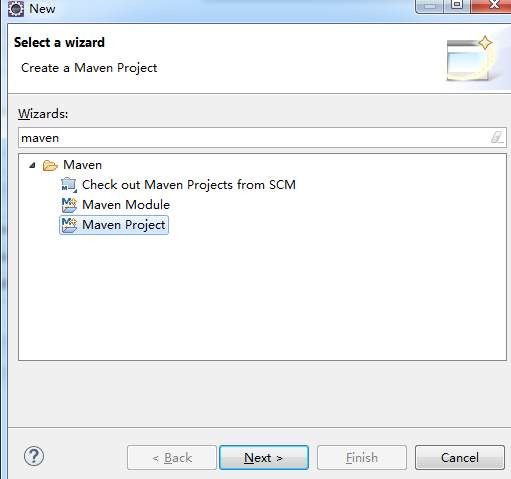 New
Select a wizard
Create a Maven Project
Wizards:
maven
Maven
Check out Maven Projects from SCM
Maven Module
Maven Project
< Back
Next >
Finish
Cancel